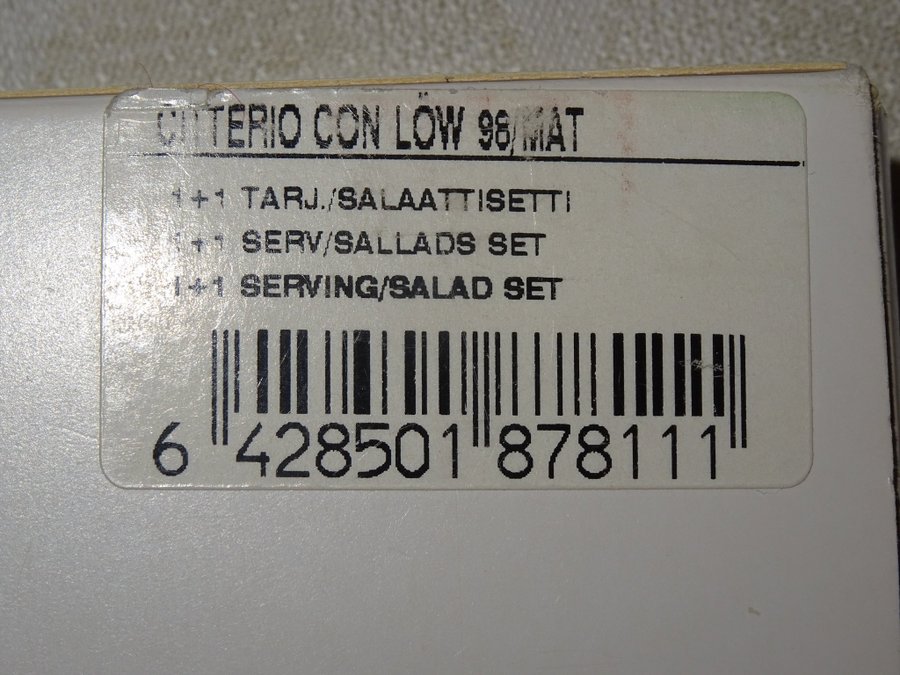 CITTERIO CON LÖW 98/MAT
1+1 TARJ./SALAATTISETTI
1+1 SERV/SALLADS SET
1+1 SERVING/SALAD SET
6 428501 878111